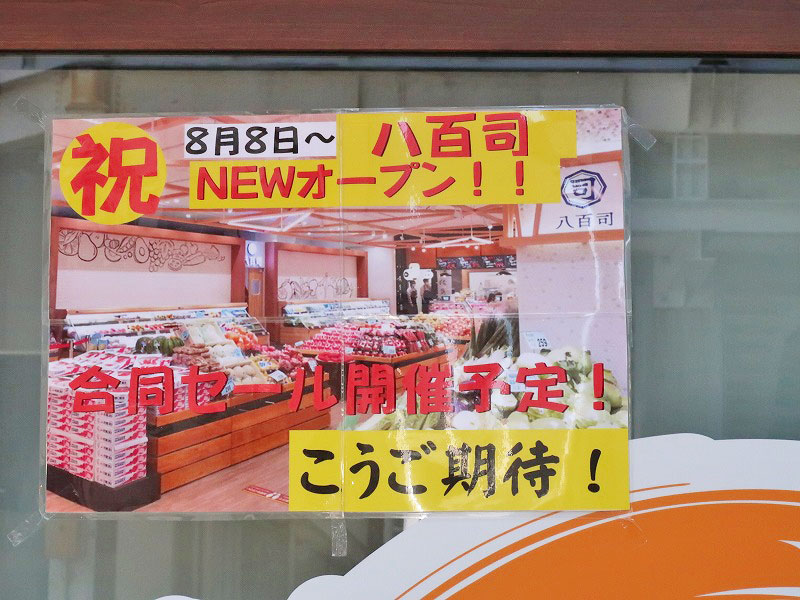 祝
8月8日～ 八百司
NEWオープン！！
司
八百司
合同セール開催予定！
こうご期待！